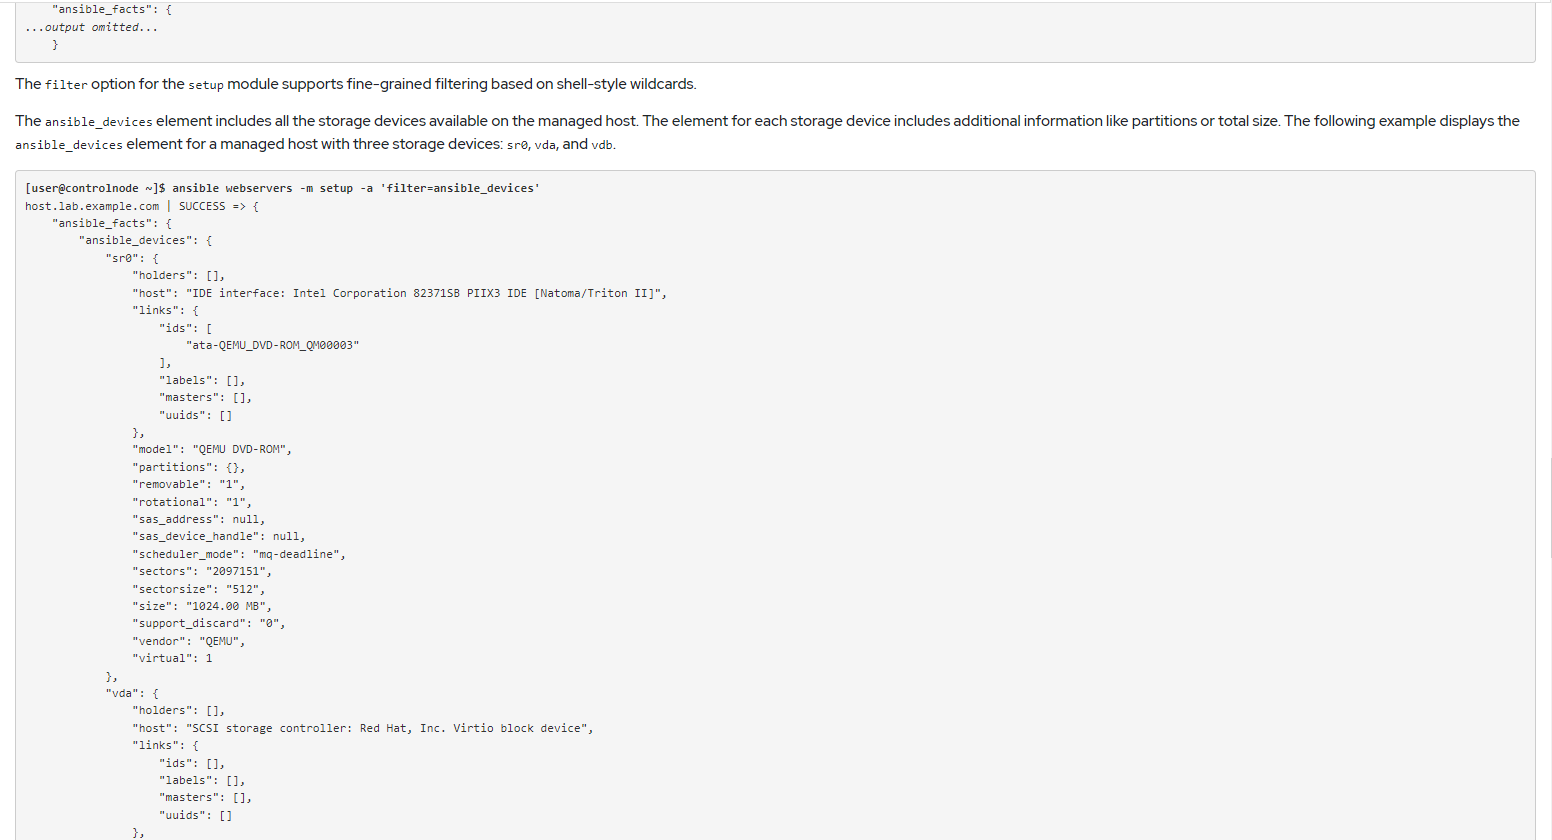 "ansible_facts": {
...output omitted...
    }
The filter option for the setup module supports fine-grained filtering based on shell-style wildcards.
The ansible_devices element includes all the storage devices available on the managed host. The element for each storage device includes additional information like partitions or total size. The following example displays the
ansible_devices element for a managed host with three storage devices: sr0, vda, and vdb.
[user@controlnode ~]$ ansible webservers -m setup -a 'filter=ansible_devices'
host.lab.example.com | SUCCESS => {
    "ansible_facts": {
        "ansible_devices": {
            "sr0": {
                "holders": [],
                "host": "IDE interface: Intel Corporation 82371SB PIIX3 IDE [Natoma/Triton II]",
                "links": {
                    "ids": [
                        "ata-QEMU_DVD-ROM_QM00003"
                    ],
                    "labels": [],
                    "masters": [],
                    "uuids": []
                },
                "model": "QEMU DVD-ROM",
                "partitions": {},
                "removable": "1",
                "rotational": "1",
                "sas_address": null,
                "sas_device_handle": null,
                "scheduler_mode": "mq-deadline",
                "sectors": "2097151",
                "sectorsize": "512",
                "size": "1024.00 MB",
                "support_discard": "0",
                "vendor": "QEMU",
                "virtual": 1
            },
            "vda": {
                "holders": [],
                "host": "SCSI storage controller: Red Hat, Inc. Virtio block device",
                "links": {
                    "ids": [],
                    "labels": [],
                    "masters": [],
                    "uuids": []
                },